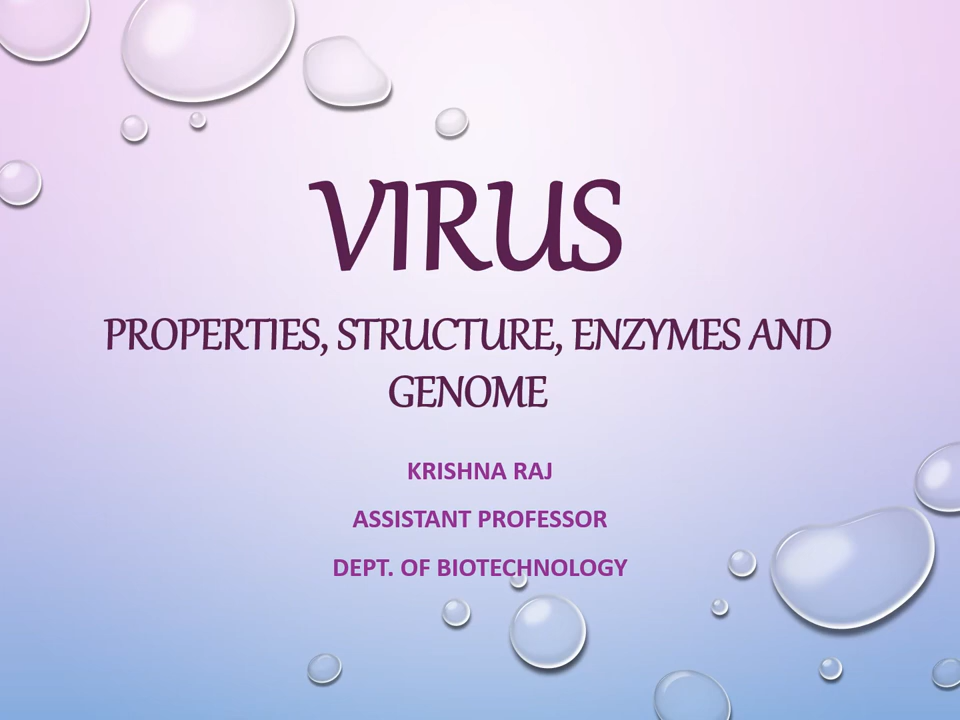 VIRUS
PROPERTIES, STRUCTURE, ENZYMES AND
GENOME
KRISHNA RAJ
ASSISTANT PROFESSOR
DEPT. OF BIOTECHNOLOGY